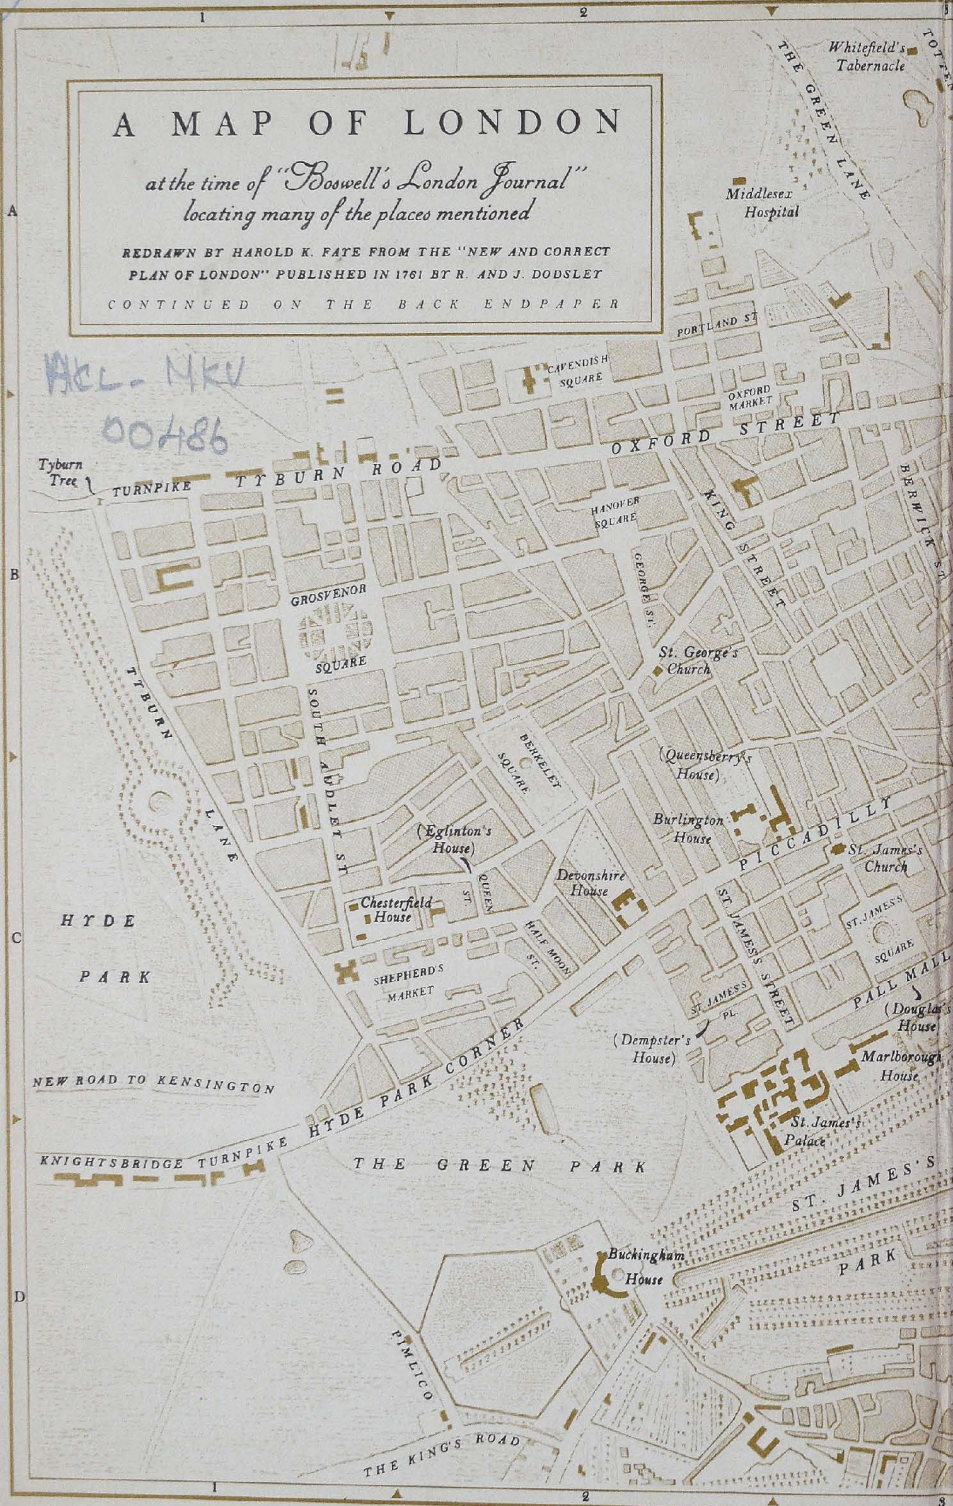 1
2
A MAP OF LONDON
at the time of "Boswell's London Journal"
locating many of the places mentioned
REDRAWN BY HAROLD K. FAYE FROM THE "NEW AND CORRECT
PLAN OF LONDON" PUBLISHED IN 1761 BY R. AND J. DODSLEY
CONTINUED ON THE BACK ENDPAPER
THE GREEN LANE
Whitefield's
Tabernacle
A
Middlesex
Hospital
PORTLAND ST
CAVENDISH
SQUARE
OXFORD
MARKET
MKV
00486
OXFORD STREET
Tyburn
Tree
TURNPIKE
TYBURN ROAD
HANOVER
SQUARE
KING STREET
BERWICK ST
B
GEORGE ST.
GROSVENOR
SQUARE
St. George's
Church
TYBURN
LANE
SOUTH AUDLEY ST
BERKELEY
SQUARE
(Queensberry's
House)
Burlington
House
PICCADILLY
(Eglinton's
House)
St. James's
Church
Devonshire
House
QUEEN
ST.
Chesterfield
House
HYDE
PARK
C
HALF MOON
ST.
ST. JAMES'S STREET
ST. JAMES'S
SQUARE
SHEPHERD'S
MARKET
PALL MALL
ST. JAMES'S
PL.
(Douglas's
House)
(Dempster's
House)
Marlborough
House
NEW ROAD TO KENSINGTON
HYDE PARK CORNER
St. James's
Palace
KNIGHTSBRIDGE TURNPIKE
THE GREEN PARK
ST. JAMES'S
PARK
Buckingham
House
D
PIMLICO
THE KING'S ROAD
1
2
3